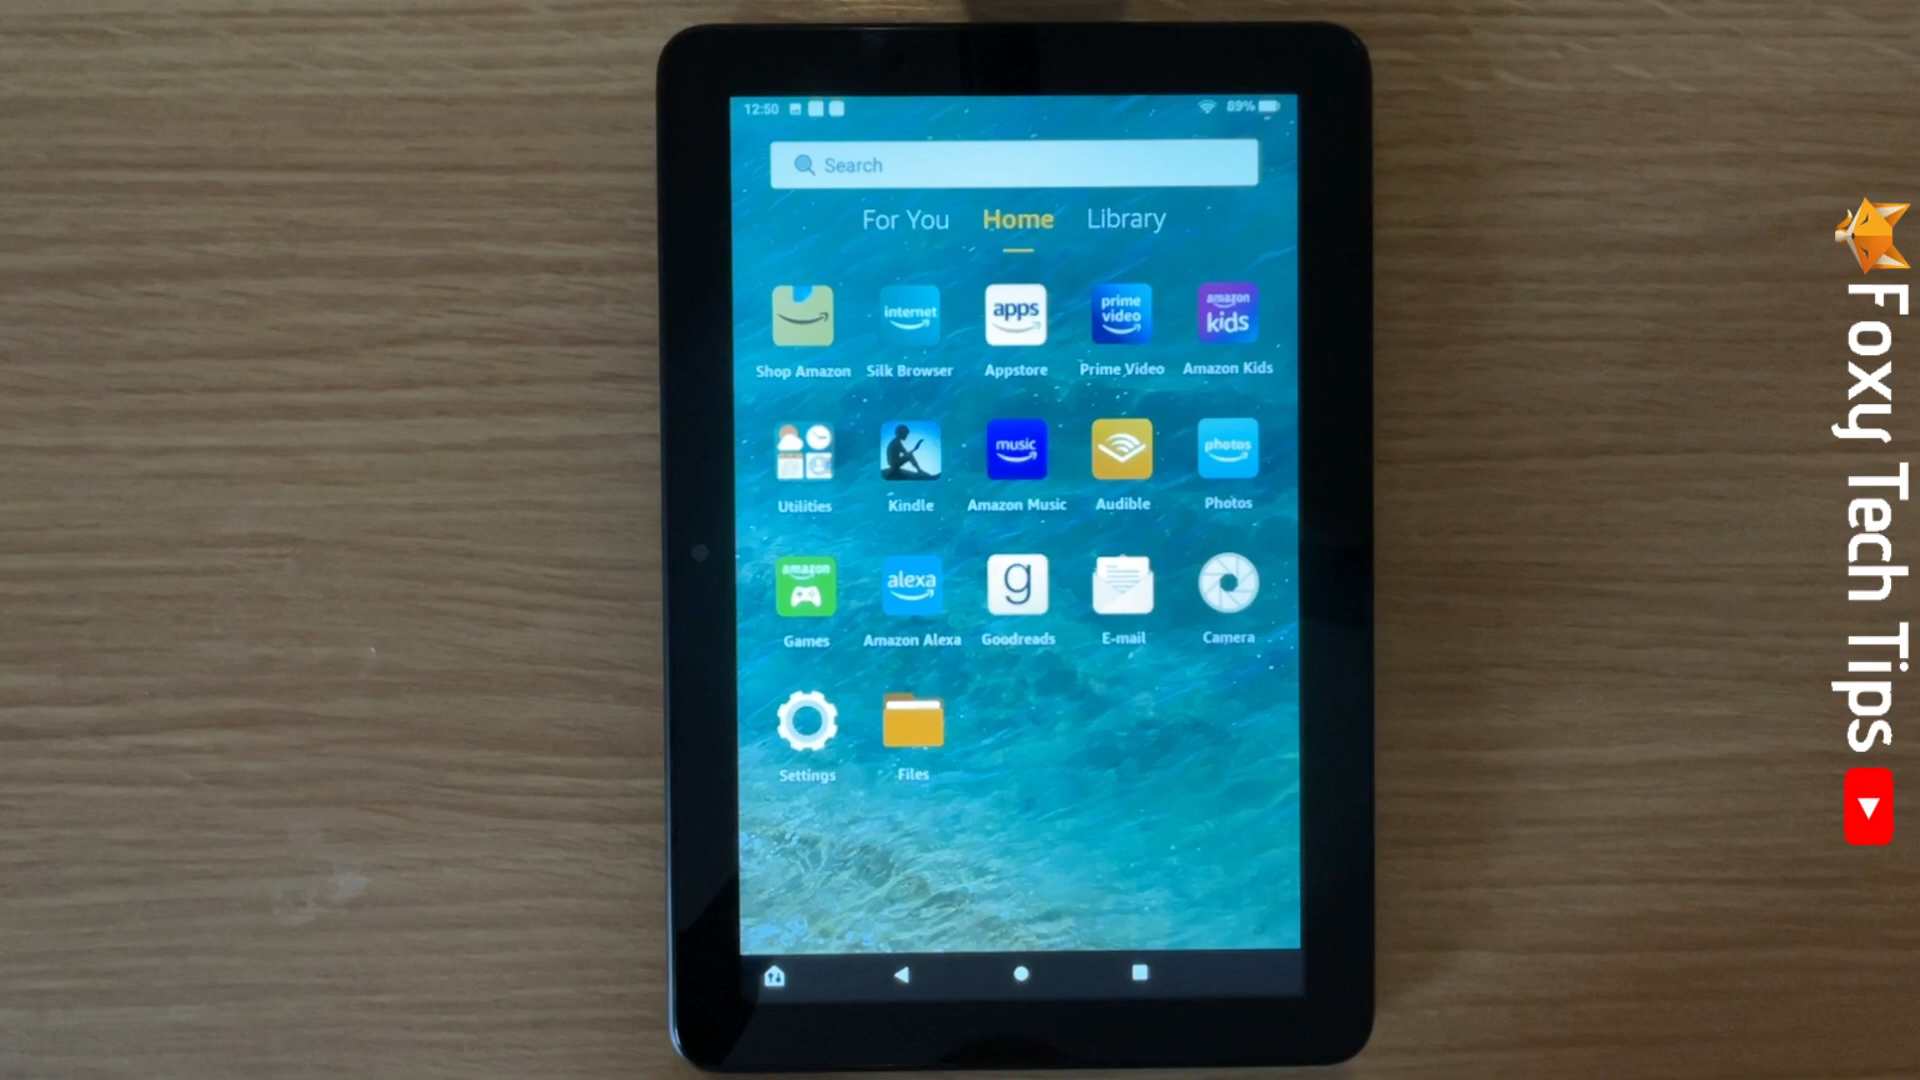 12:50 89%
Search
For You Home Library
internet apps prime video amazon kids
Shop Amazon Silk Browser Appstore Prime Video Amazon Kids
music photos
Utilities Kindle Amazon Music Audible Photos
amazon alexa g
Games Amazon Alexa Goodreads E-mail Camera
Settings Files
Foxy Tech Tips